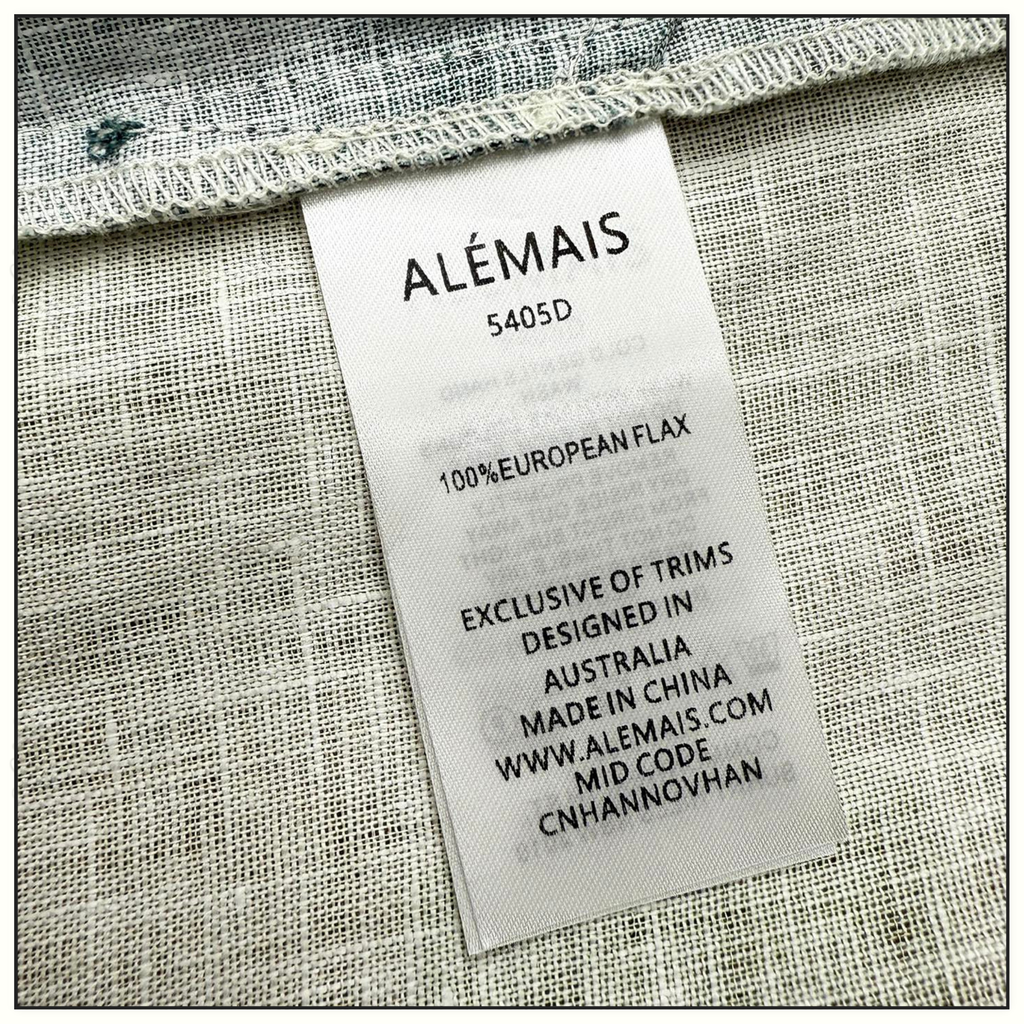 ALÉMAIS
5405D
100%EUROPEAN FLAX
EXCLUSIVE OF TRIMS
DESIGNED IN
AUSTRALIA
MADE IN CHINA
WWW.ALEMAIS.COM
MID CODE
CNHANNOVHAN